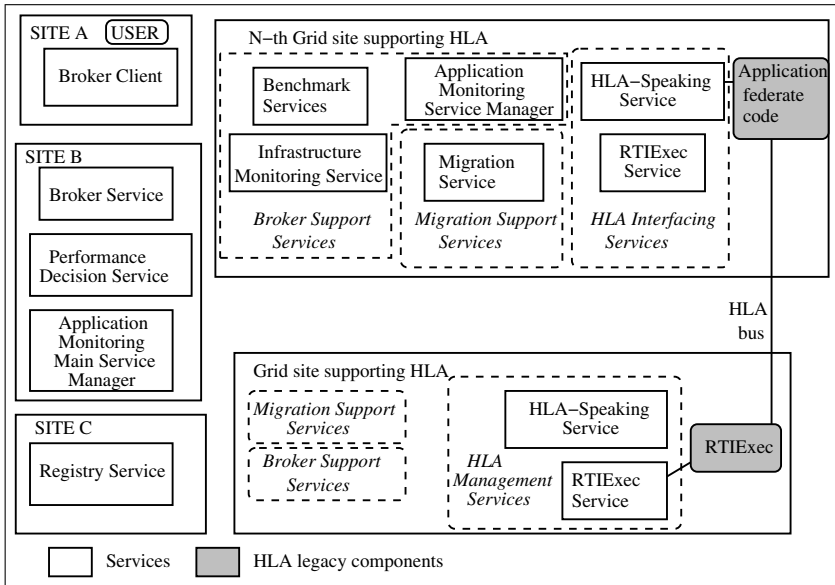 SITE A
USER
Broker Client
SITE B
Broker Service
Performance
Decision Service
Application
Monitoring
Main Service
Manager
SITE C
Registry Service
N−th Grid site supporting HLA
Benchmark
Services
Application
Monitoring
Service Manager
Infrastructure
Monitoring Service
Broker Support
Services
Migration
Service
Migration Support
Services
HLA−Speaking
Service
RTIExec
Service
HLA Interfacing
Services
Application
federate
code
HLA
bus
Grid site supporting HLA
Migration Support
Services
Broker Support
Services
HLA−Speaking
Service
HLA
Management
Services
RTIExec
Service
RTIExec
Services
HLA legacy components